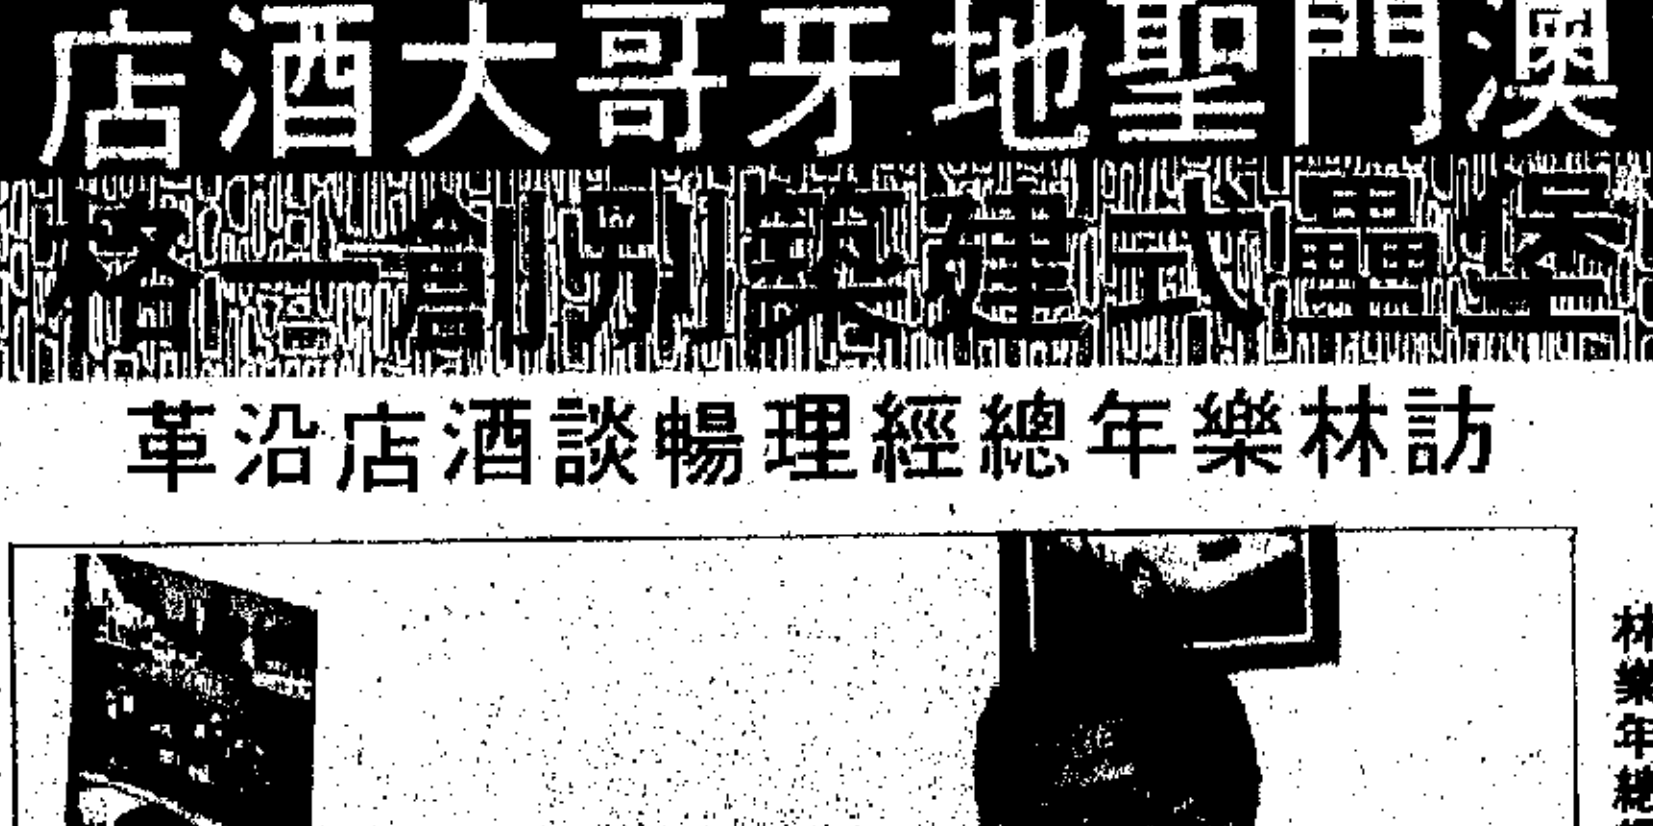 澳門聖地牙哥大酒店
堡壘式建築別創一格
訪林樂年總經理暢談酒店沿革
林樂年總